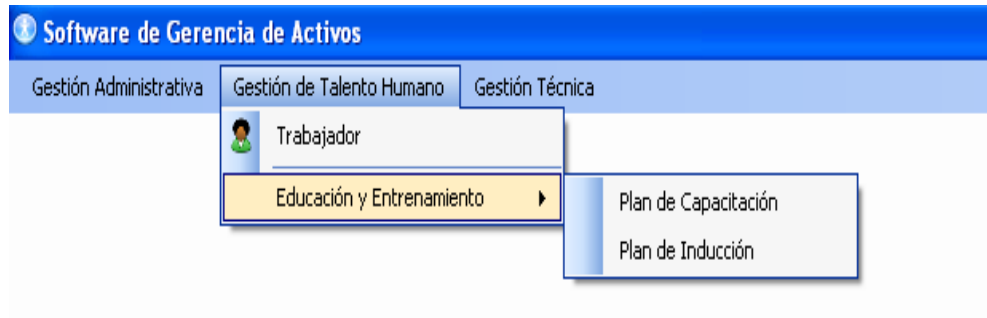 Software de Gerencia de Activos
Gestión Administrativa Gestión de Talento Humano Gestión Técnica
Trabajador
Educación y Entrenamiento
Plan de Capacitación
Plan de Inducción